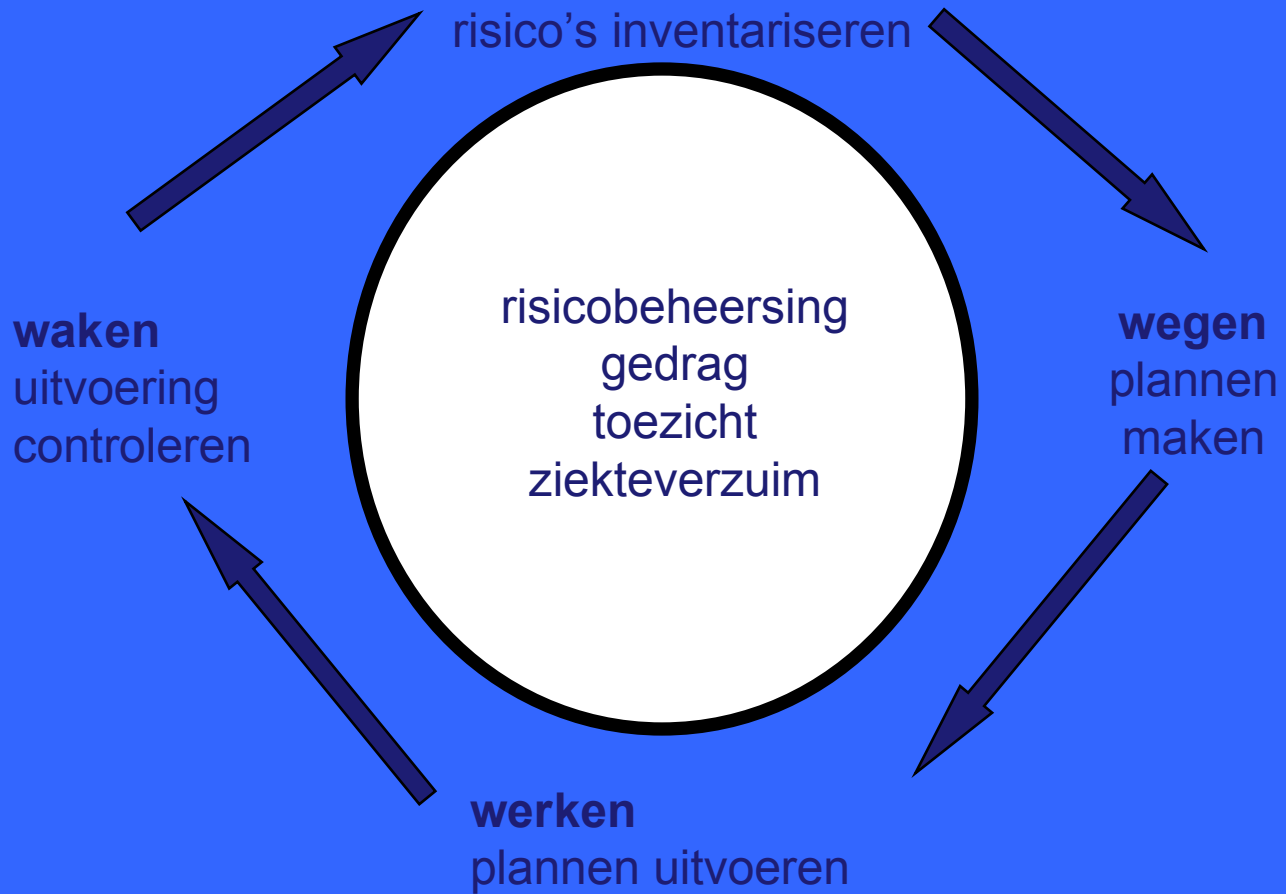 risico’s inventariseren
wegen
plannen
maken
werken
plannen uitvoeren
waken
uitvoering
controleren
risicobeheersing
gedrag
toezicht
ziekteverzuim